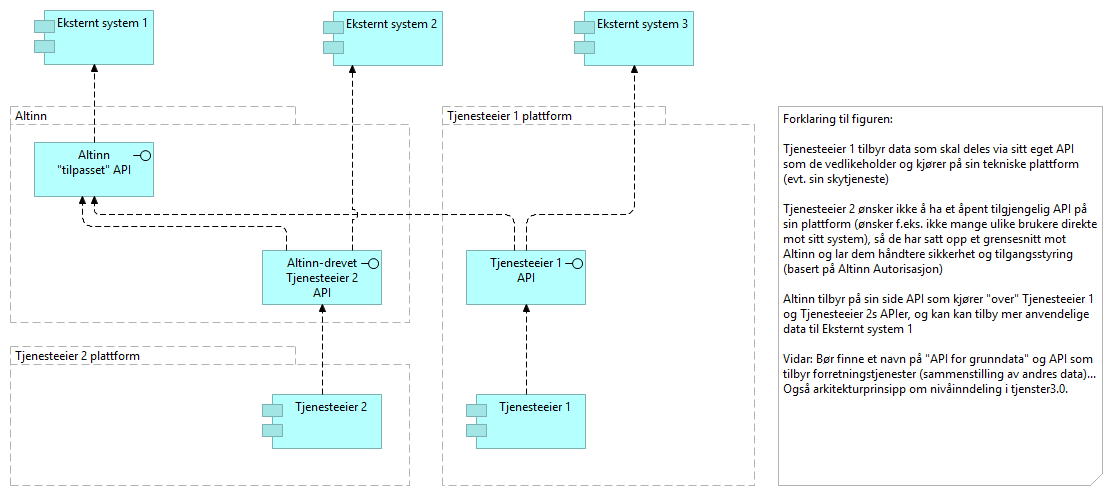 Eksternt system 1
Eksternt system 2
Eksternt system 3
Altinn
Tjenesteeier 1 plattform
Altinn
"tilpasset" API
Altinn-drevet
Tjenesteeier 2
API
Tjenesteeier 1
API
Tjenesteeier 2 plattform
Tjenesteeier 2
Tjenesteeier 1
Forklaring til figuren:
Tjenesteeier 1 tilbyr data som skal deles via sitt eget API
som de vedlikeholder og kjører på sin tekniske plattform
(evt. sin skytjeneste)
Tjenesteeier 2 ønsker ikke å ha et åpent tilgjengelig API på
sin plattform (ønsker f.eks. ikke mange ulike brukere direkte
mot sitt system), så de har satt opp et grensesnitt mot
Altinn og lar dem håndtere sikkerhet og tilgangsstyring
(basert på Altinn Autorisasjon)
Altinn tilbyr på sin side API som kjører "over" Tjenesteeier 1
og Tjenesteeier 2s APIer, og kan kan tilby mer anvendelige
data til Eksternt system 1
Vidar: Bør finne et navn på "API for grunndata" og API som
tilbyr forretningstjenester (sammenstilling av andres data)...
Også arkitekturprinsipp om nivåinndeling i tjenster3.0.